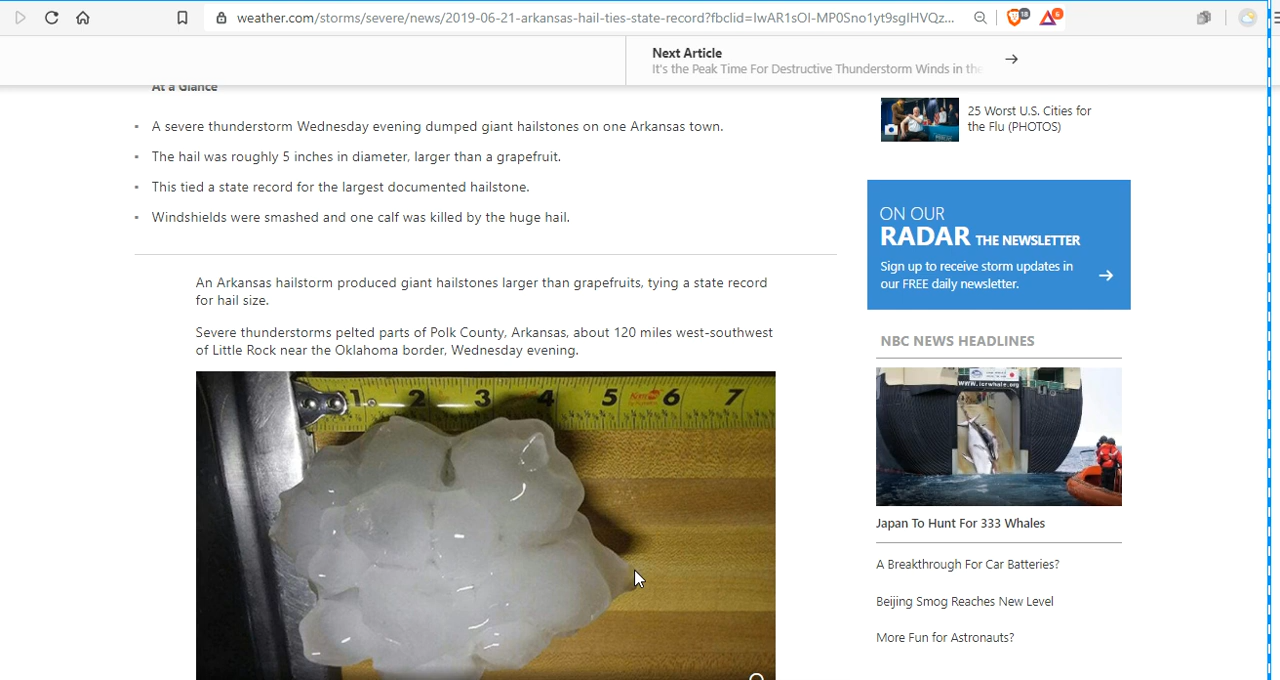 weather.com/storms/severe/news/2019-06-21-arkansas-hail-ties-state-record?fbclid=IwAR1sOI-MP0Sno1yt9sgIHVQz...
18
6
Next Article
It's the Peak Time For Destructive Thunderstorm Winds in the
At a Glance
▪ A severe thunderstorm Wednesday evening dumped giant hailstones on one Arkansas town.
▪ The hail was roughly 5 inches in diameter, larger than a grapefruit.
▪ This tied a state record for the largest documented hailstone.
▪ Windshields were smashed and one calf was killed by the huge hail.
An Arkansas hailstorm produced giant hailstones larger than grapefruits, tying a state record
for hail size.
Severe thunderstorms pelted parts of Polk County, Arkansas, about 120 miles west-southwest
of Little Rock near the Oklahoma border, Wednesday evening.
1 2 3 4 5 6 7
25 Worst U.S. Cities for
the Flu (PHOTOS)
ON OUR
RADAR THE NEWSLETTER
Sign up to receive storm updates in
our FREE daily newsletter.
NBC NEWS HEADLINES
WWW.icrwhale.org
Japan To Hunt For 333 Whales
A Breakthrough For Car Batteries?
Beijing Smog Reaches New Level
More Fun for Astronauts?